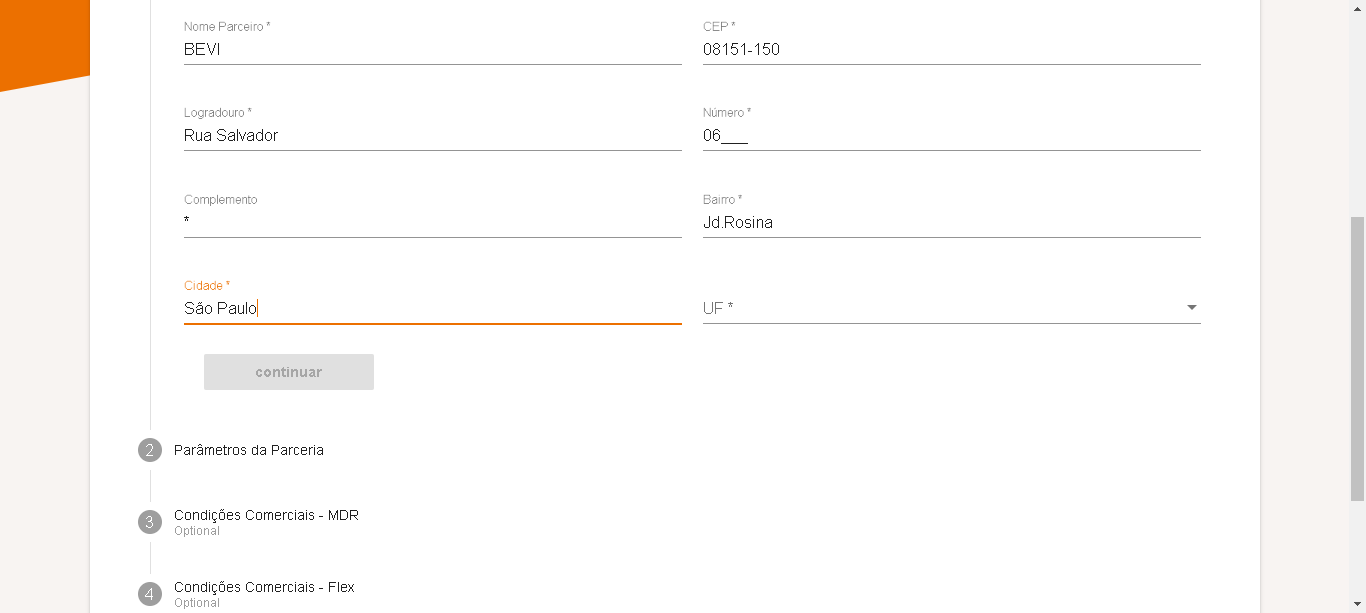 Nome Parceiro *
BEVI
CEP *
08151-150
Logradouro *
Rua Salvador
Número *
06___
Complemento
*
Bairro *
Jd.Rosina
Cidade *
São Paulo
UF *
continuar
2 Parâmetros da Parceria
3 Condições Comerciais - MDR
Optional
4 Condições Comerciais - Flex
Optional